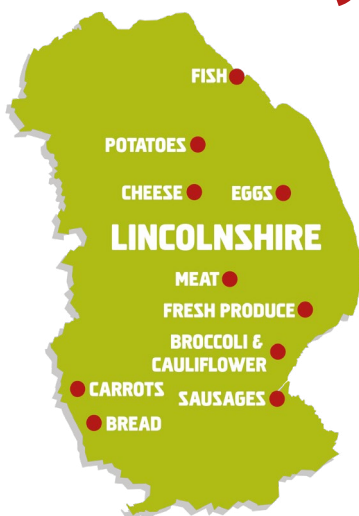 FISH
POTATOES
CHEESE
EGGS
LINCOLNSHIRE
MEAT
FRESH PRODUCE
BROCCOLI &
CAULIFLOWER
CARROTS
SAUSAGES
BREAD